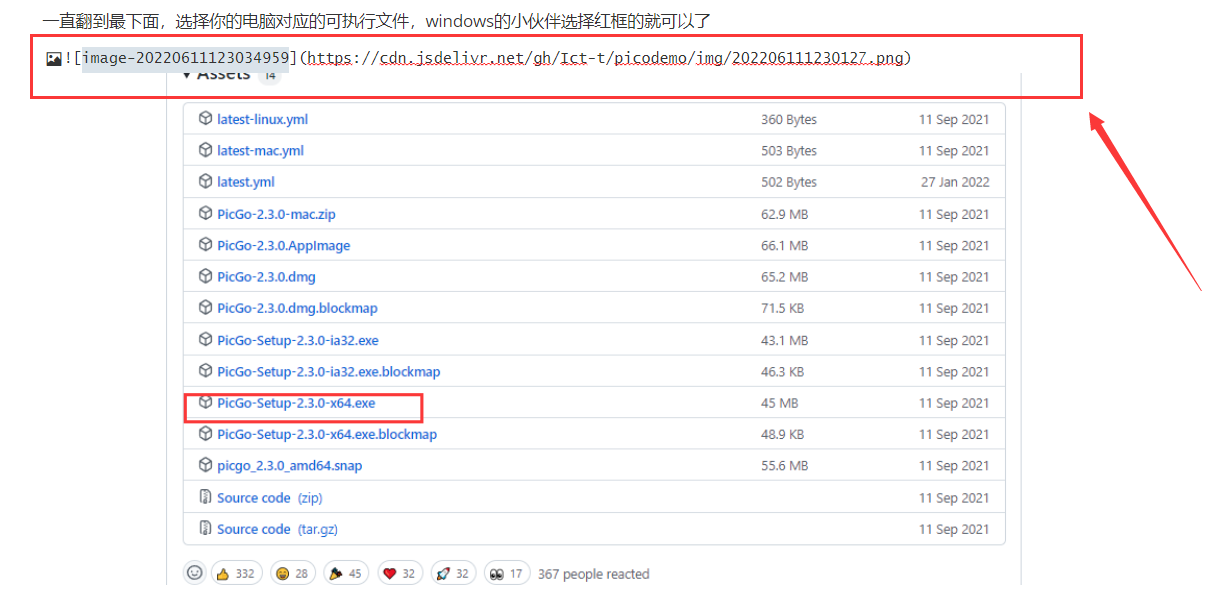 一直翻到最下面，选择你的电脑对应的可执行文件，windows的小伙伴选择红框的就可以了
![image-20220611123034959](https://cdn.jsdelivr.net/gh/Ict-t/picodemo/img/202206111230127.png)
Assets 14
latest-linux.yml 360 Bytes 11 Sep 2021
latest-mac.yml 503 Bytes 11 Sep 2021
latest.yml 502 Bytes 27 Jan 2022
PicGo-2.3.0-mac.zip 62.9 MB 11 Sep 2021
PicGo-2.3.0.AppImage 66.1 MB 11 Sep 2021
PicGo-2.3.0.dmg 65.2 MB 11 Sep 2021
PicGo-2.3.0.dmg.blockmap 71.5 KB 11 Sep 2021
PicGo-Setup-2.3.0-ia32.exe 43.1 MB 11 Sep 2021
PicGo-Setup-2.3.0-ia32.exe.blockmap 46.3 KB 11 Sep 2021
PicGo-Setup-2.3.0-x64.exe 45 MB 11 Sep 2021
PicGo-Setup-2.3.0-x64.exe.blockmap 48.9 KB 11 Sep 2021
picgo_2.3.0_amd64.snap 55.6 MB 11 Sep 2021
Source code (zip) 11 Sep 2021
Source code (tar.gz) 11 Sep 2021
332 28 45 32 32 17 367 people reacted